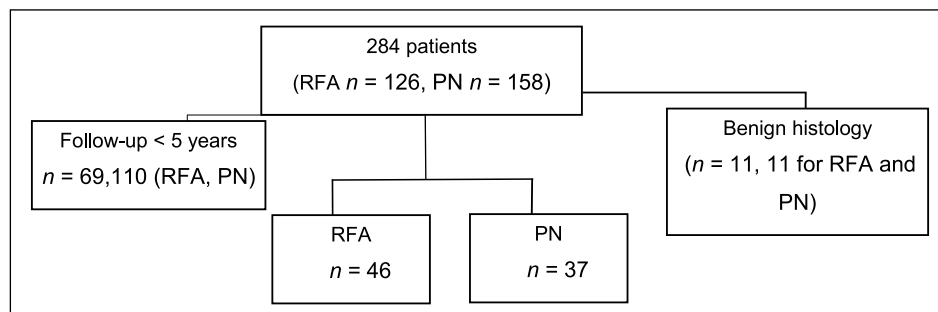 284 patients
(RFA n = 126, PN n = 158)
Follow-up < 5 years
n = 69,110 (RFA, PN)
Benign histology
(n = 11, 11 for RFA and
PN)
RFA
n = 46
PN
n = 37